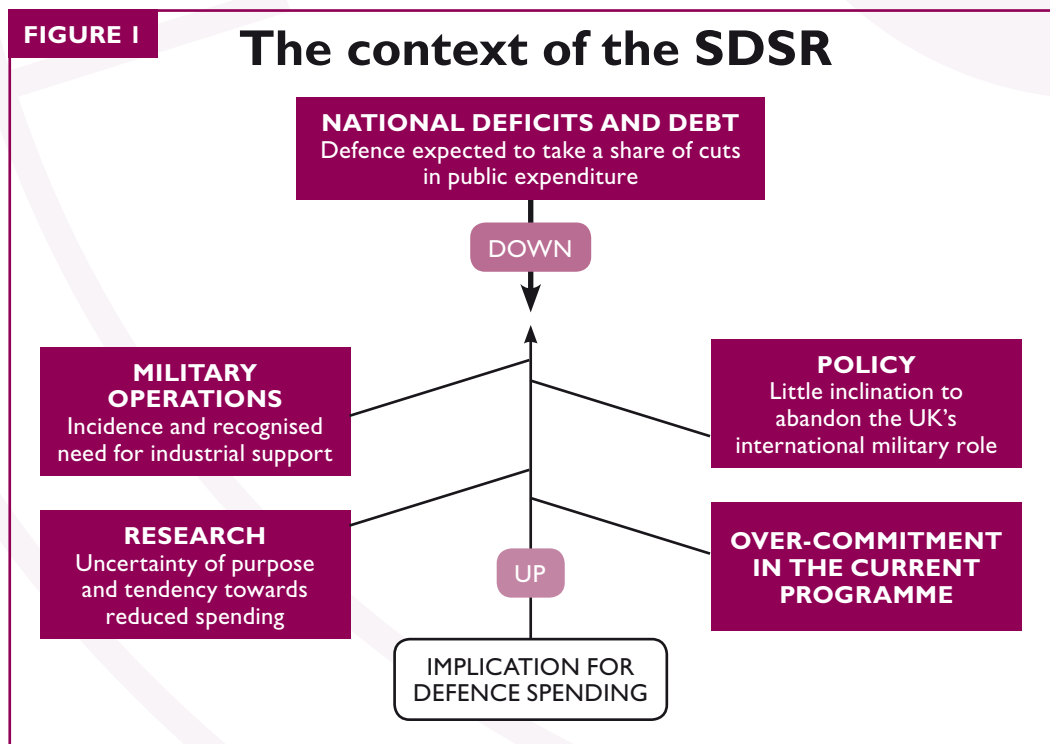 FIGURE 1
The context of the SDSR
NATIONAL DEFICITS AND DEBT
Defence expected to take a share of cuts
in public expenditure
DOWN
MILITARY
OPERATIONS
Incidence and recognised
need for industrial support
POLICY
Little inclination to
abandon the UK’s
international military role
RESEARCH
Uncertainty of purpose
and tendency towards
reduced spending
OVER-COMMITMENT
IN THE CURRENT
PROGRAMME
UP
IMPLICATION FOR
DEFENCE SPENDING